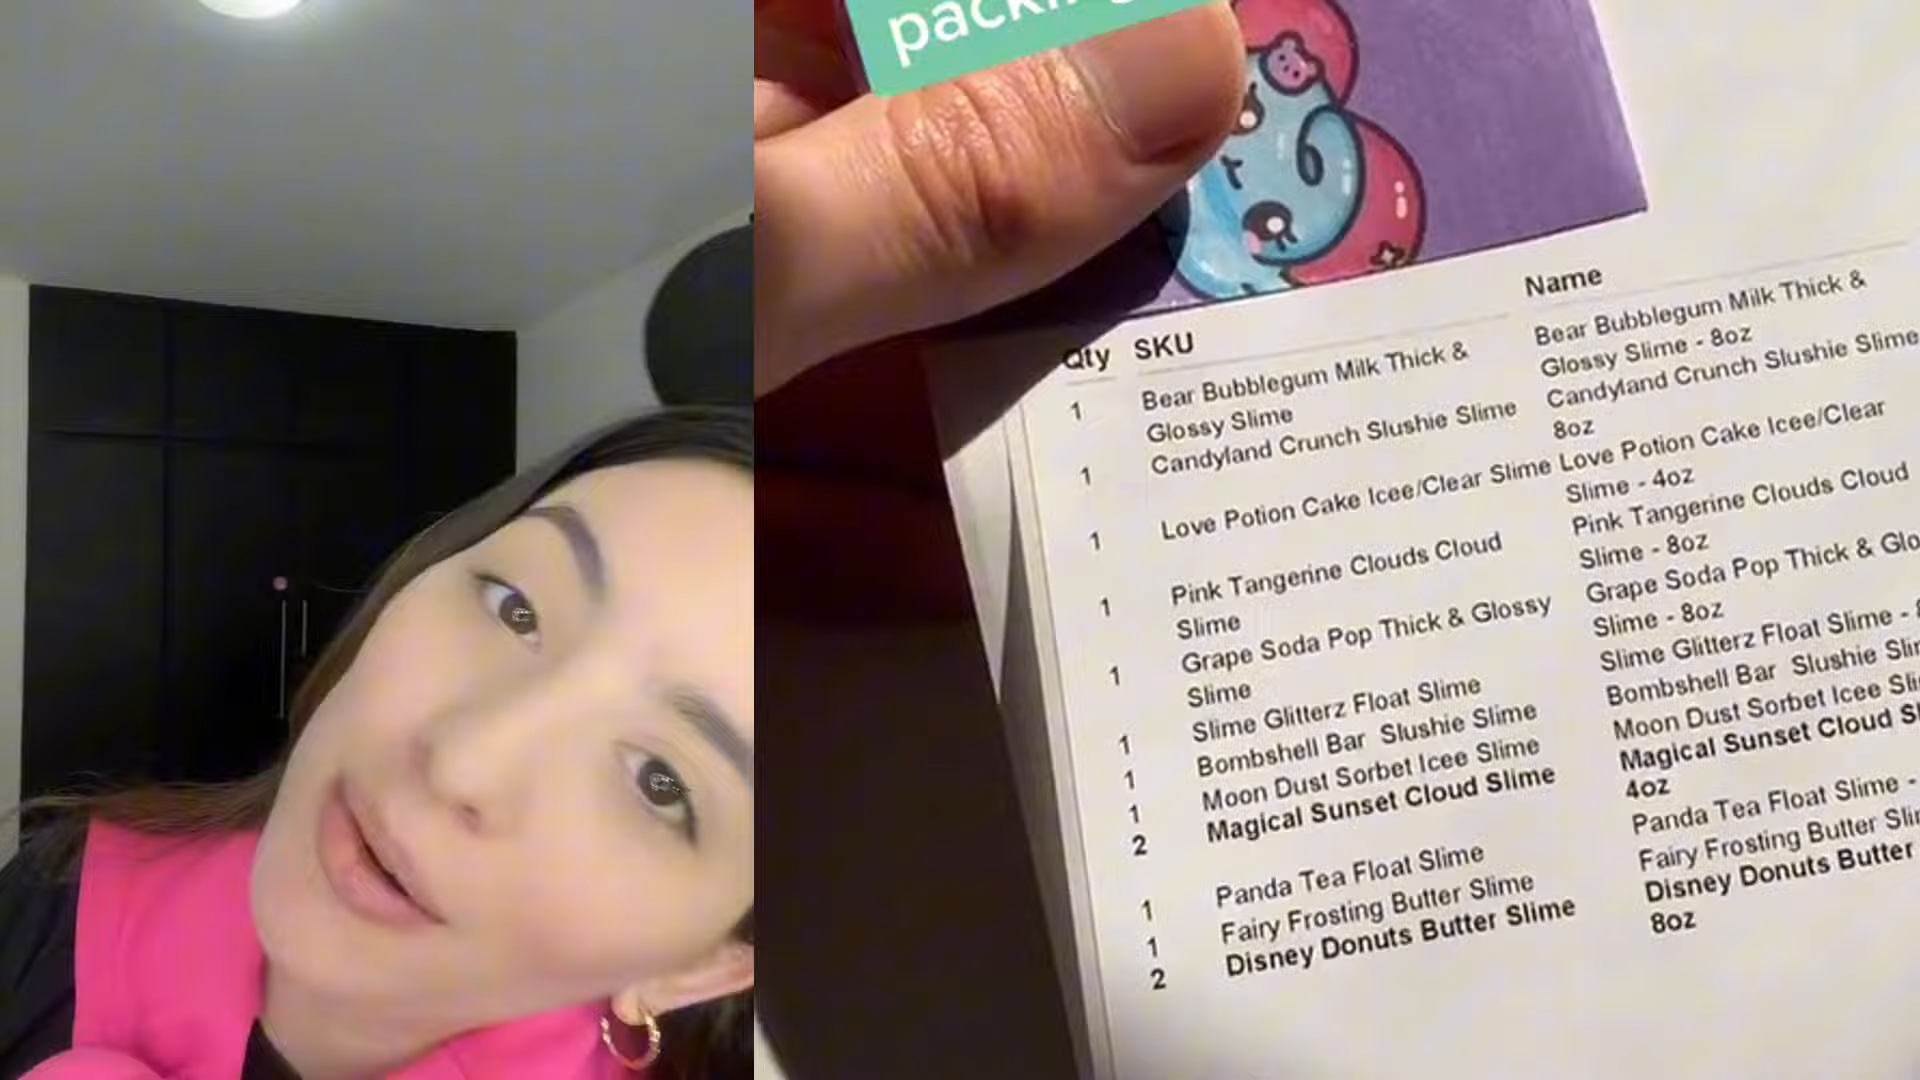 Qty SKU Name
1 Bear Bubblegum Milk Thick & Bear Bubblegum Milk Thick &
Glossy Slime Glossy Slime - 8oz
1 Candyland Crunch Slushie Slime Candyland Crunch Slushie Slime
8oz
1 Love Potion Cake Icee/Clear Slime Love Potion Cake Icee/Clear
Slime - 4oz
1 Pink Tangerine Clouds Cloud Pink Tangerine Clouds Cloud
Slime Slime - 8oz
1 Grape Soda Pop Thick & Glossy Grape Soda Pop Thick &
Slime Slime - 8oz
1 Slime Glitterz Float Slime Slime Glitterz Float Slime -
1 Bombshell Bar Slushie Slime Bombshell Bar Slushie
1 Moon Dust Sorbet Icee Slime Moon Dust Sorbet Icee
2 Magical Sunset Cloud Slime Magical Sunset Cloud
4oz
1 Panda Tea Float Slime Panda Tea Float Slime -
1 Fairy Frosting Butter Slime Fairy Frosting Butter
2 Disney Donuts Butter Slime Disney Donuts Butter
8oz